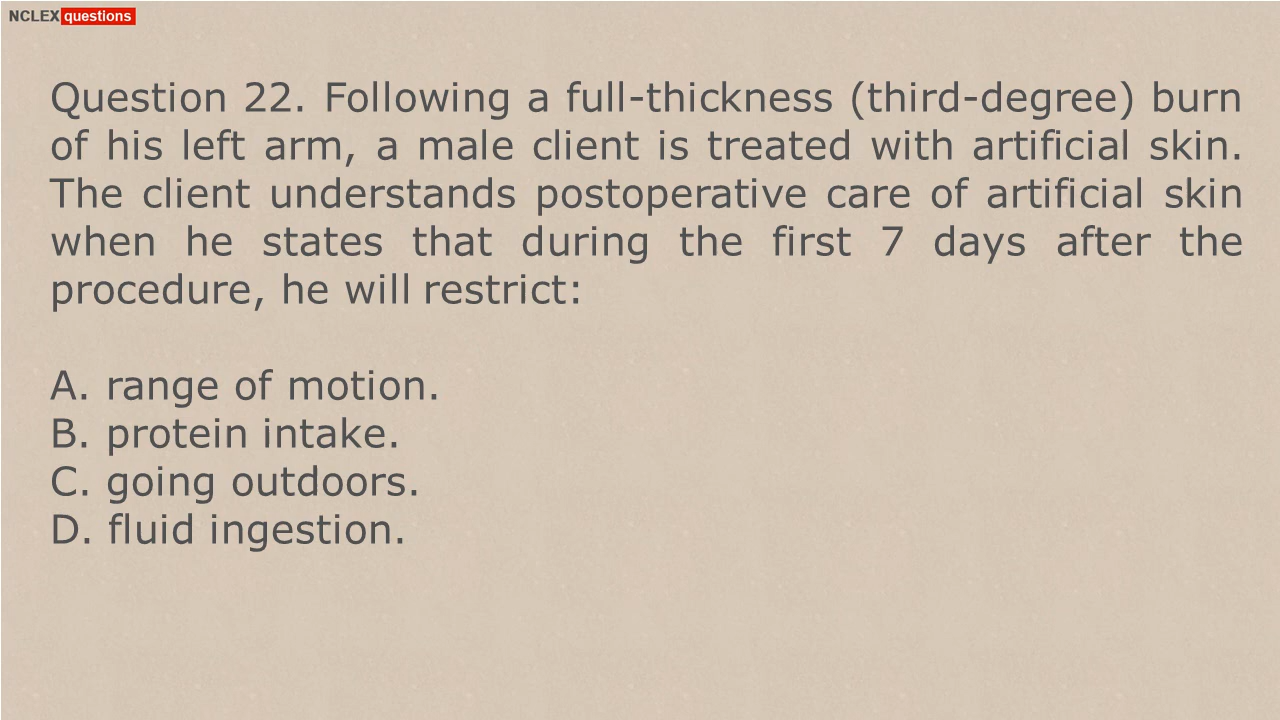 NCLEX questions
Question 22. Following a full-thickness (third-degree) burn
of his left arm, a male client is treated with artificial skin.
The client understands postoperative care of artificial skin
when he states that during the first 7 days after the
procedure, he will restrict:
A. range of motion.
B. protein intake.
C. going outdoors.
D. fluid ingestion.